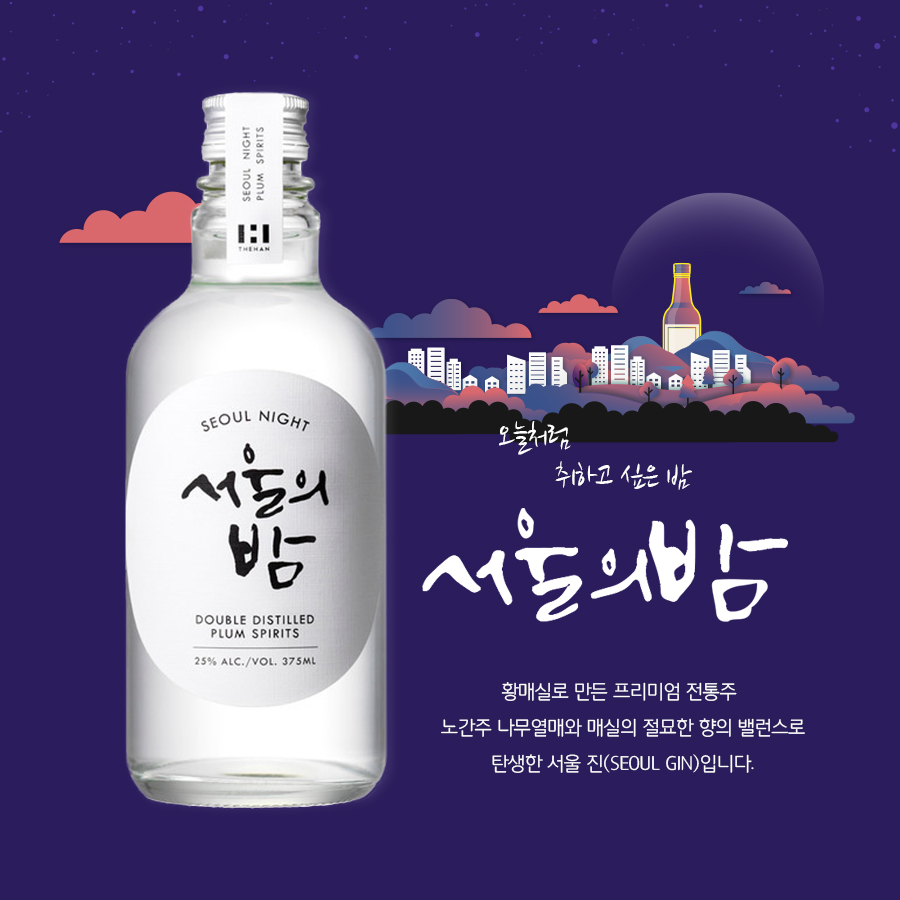 SEOUL NIGHT
PLUM SPIRITS
THEHAN
SEOUL NIGHT
서울의
밤
DOUBLE DISTILLED
PLUM SPIRITS
25% ALC./VOL. 375ML
오늘처럼
취하고 싶은 밤
서울의밤
황매실로 만든 프리미엄 전통주
노간주 나무열매와 매실의 절묘한 향의 밸런스로
탄생한 서울 진(SEOUL GIN)입니다.